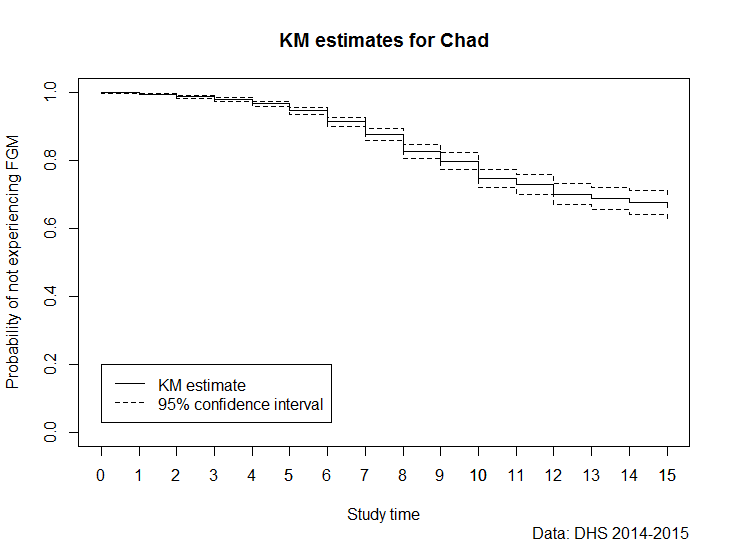 KM estimates for Chad
Probability of not experiencing FGM
1.0
0.8
0.6
0.4
0.2
0.0
KM estimate
95% confidence interval
0 1 2 3 4 5 6 7 8 9 10 11 12 13 14 15
Study time
Data: DHS 2014-2015